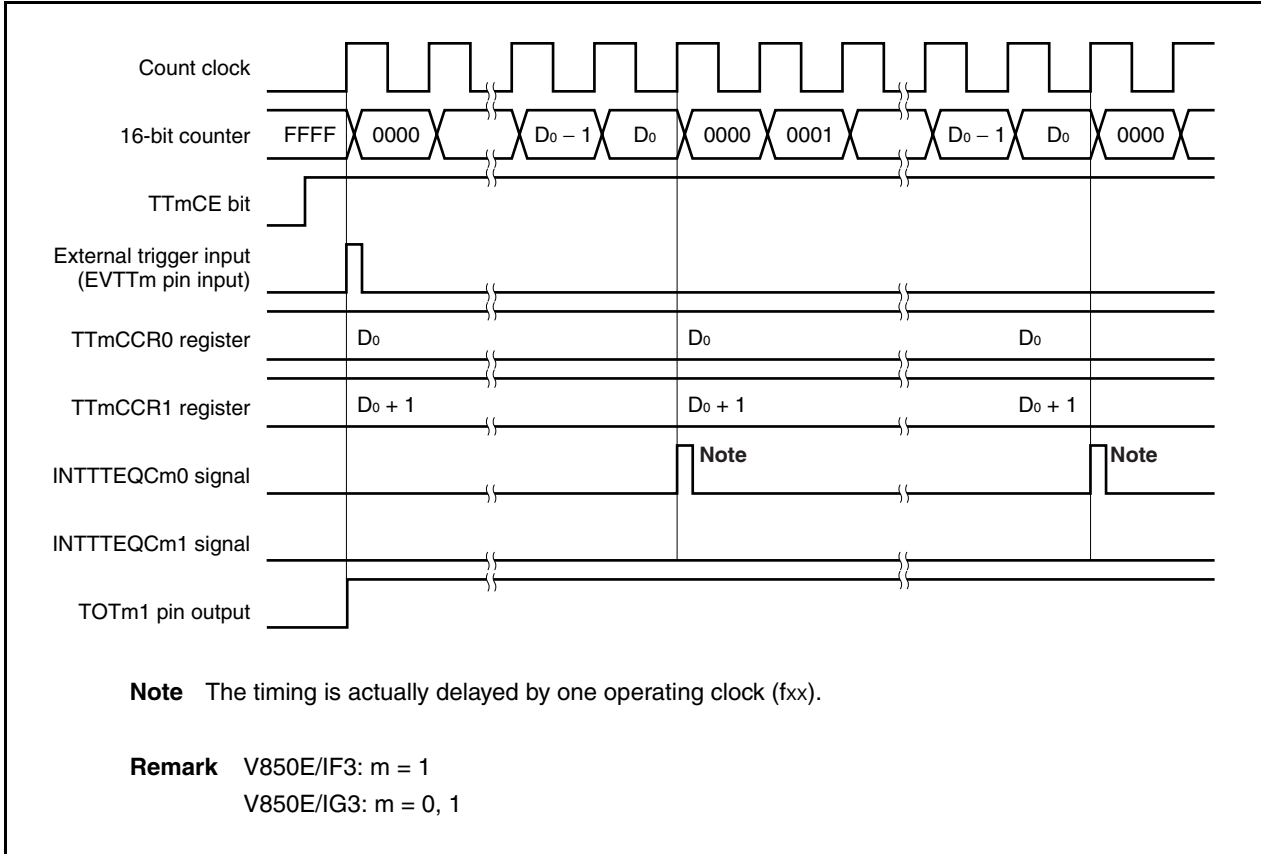 Count clock
16-bit counter FFFF 0000 D0 − 1 D0 0000 0001 D0 − 1 D0 0000
TTmCE bit
External trigger input
(EVTTm pin input)
TTmCCR0 register D0 D0 D0
TTmCCR1 register D0 + 1 D0 + 1 D0 + 1
INTTTEQCm0 signal Note Note
INTTTEQCm1 signal
TOTm1 pin output
Note The timing is actually delayed by one operating clock (fxx).
Remark V850E/IF3: m = 1
V850E/IG3: m = 0, 1